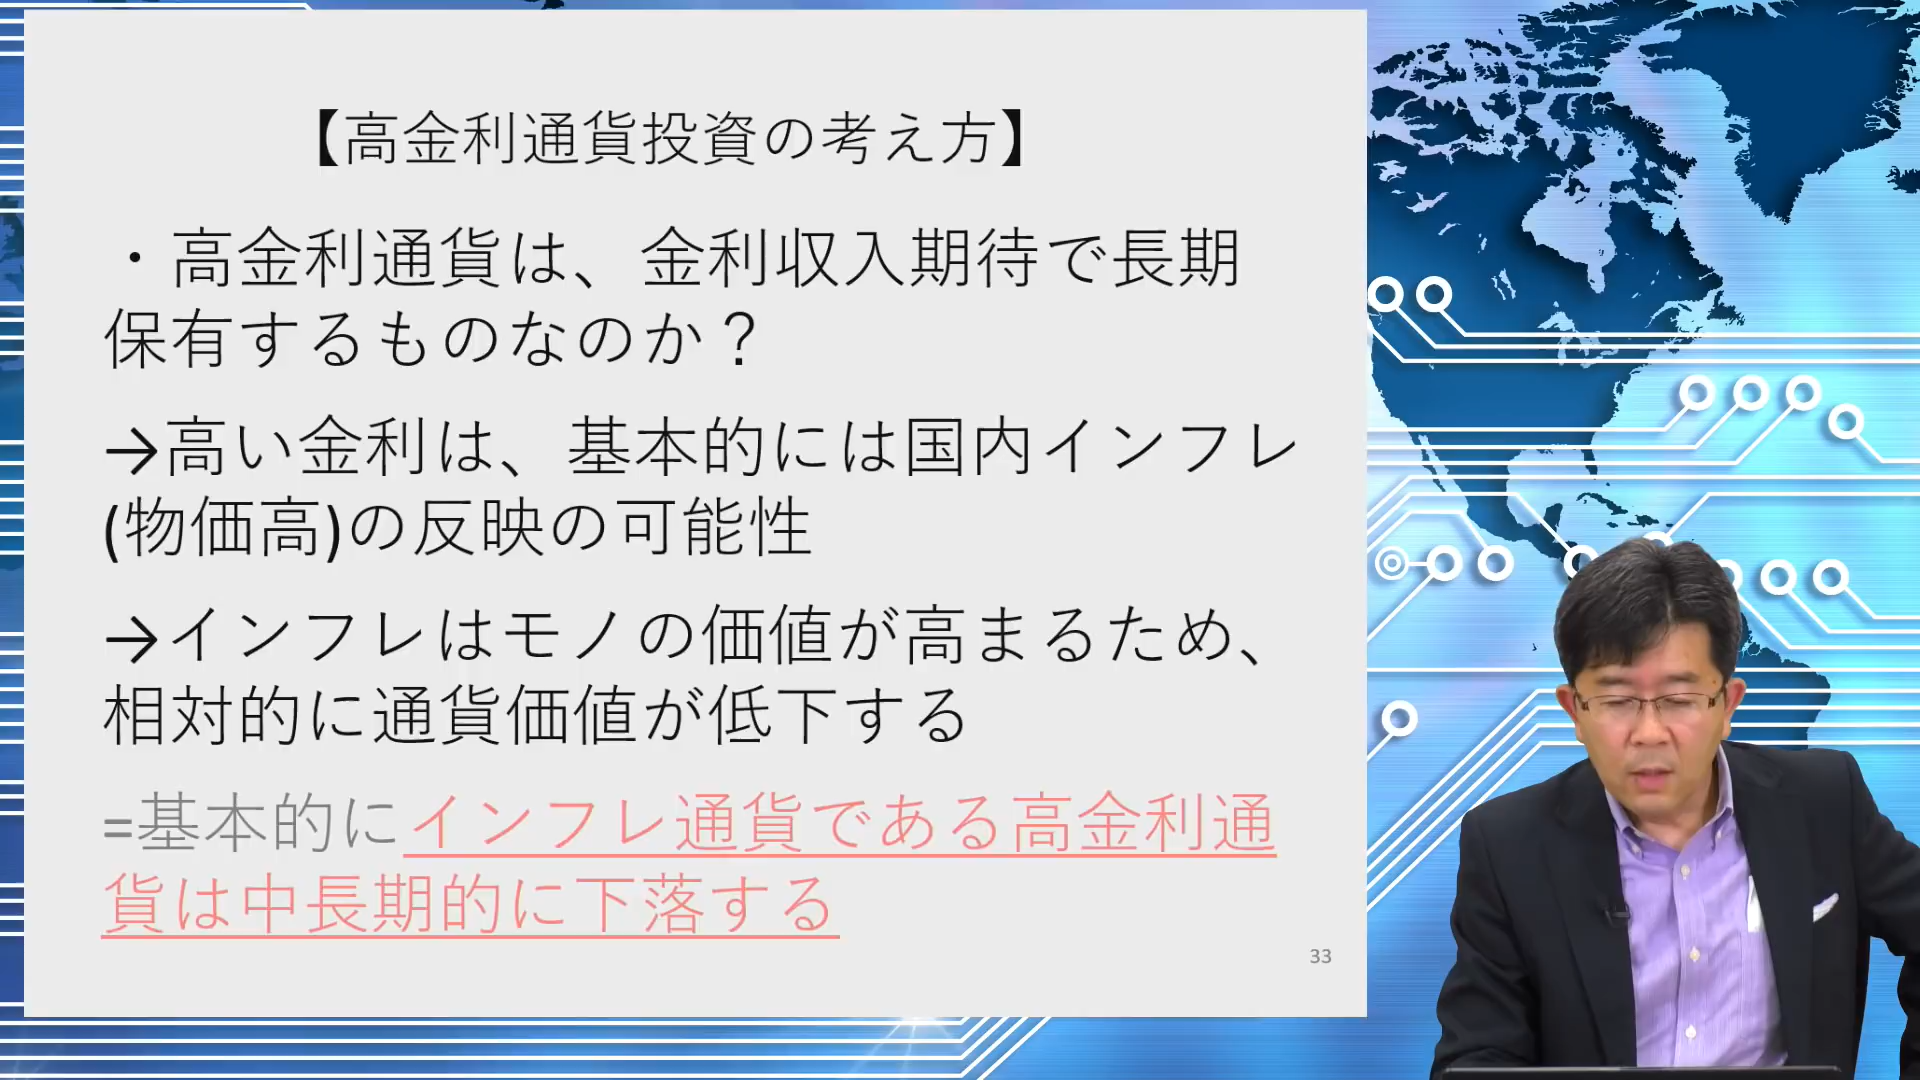 【高金利通貨投資の考え方】
・高金利通貨は、金利収入期待で長期
保有するものなのか？
→高い金利は、基本的には国内インフレ
(物価高)の反映の可能性
→インフレはモノの価値が高まるため、
相対的に通貨価値が低下する
=基本的にインフレ通貨である高金利通
貨は中長期的に下落する
33